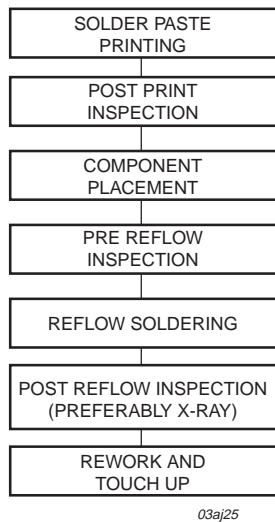 SOLDER PASTE
PRINTING
POST PRINT
INSPECTION
COMPONENT
PLACEMENT
PRE REFLOW
INSPECTION
REFLOW SOLDERING
POST REFLOW INSPECTION
(PREFERABLY X-RAY)
REWORK AND
TOUCH UP
03aj25